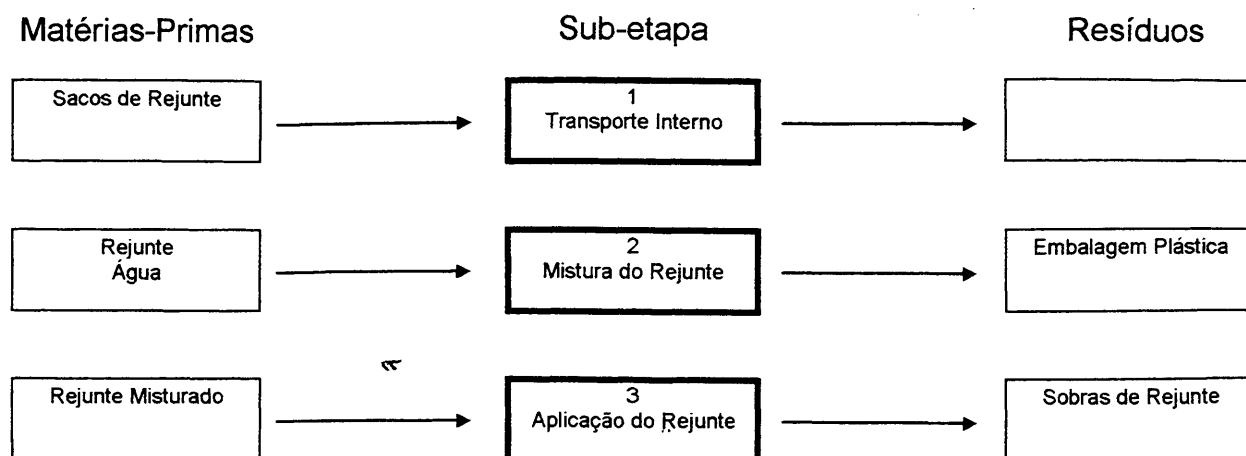 Matérias-Primas
Sub-etapa
Resíduos
Sacos de Rejunte
1
Transporte Interno
Rejunte
Água
2
Mistura do Rejunte
Embalagem Plástica
Rejunte Misturado
3
Aplicação do Rejunte
Sobras de Rejunte